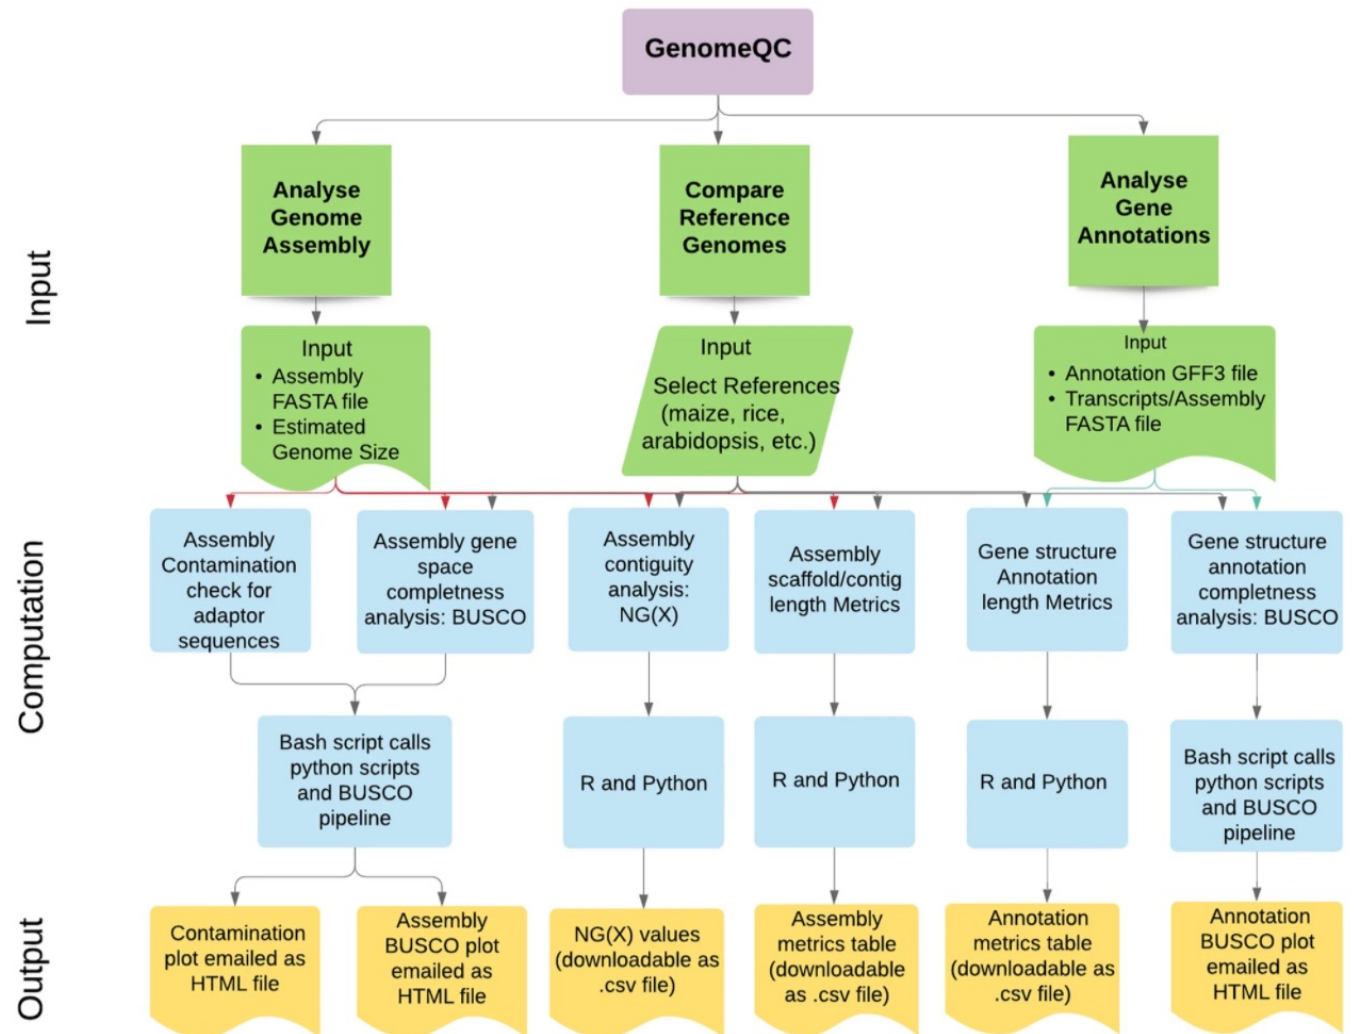 GenomeQC
Analyse
Genome
Assembly
Compare
Reference
Genomes
Analyse
Gene
Annotations
Input
Input
• Assembly
FASTA file
• Estimated
Genome Size
Input
Select References
(maize, rice,
arabidopsis, etc.)
Input
• Annotation GFF3 file
• Transcripts/Assembly
FASTA file
Computation
Assembly
Contamination
check for
adaptor
sequences
Assembly gene
space
completness
analysis: BUSCO
Assembly
contiguity
analysis:
NG(X)
Assembly
scaffold/contig
length Metrics
Gene structure
Annotation
length Metrics
Gene structure
annotation
completness
analysis: BUSCO
Bash script calls
python scripts
and BUSCO
pipeline
R and Python
R and Python
R and Python
Bash script calls
python scripts
and BUSCO
pipeline
Output
Contamination
plot emailed as
HTML file
Assembly
BUSCO plot
emailed as
HTML file
NG(X) values
(downloadable as
.csv file)
Assembly
metrics table
(downloadable
as .csv file)
Annotation
metrics table
(downloadable as
.csv file)
Annotation
BUSCO plot
emailed as
HTML file